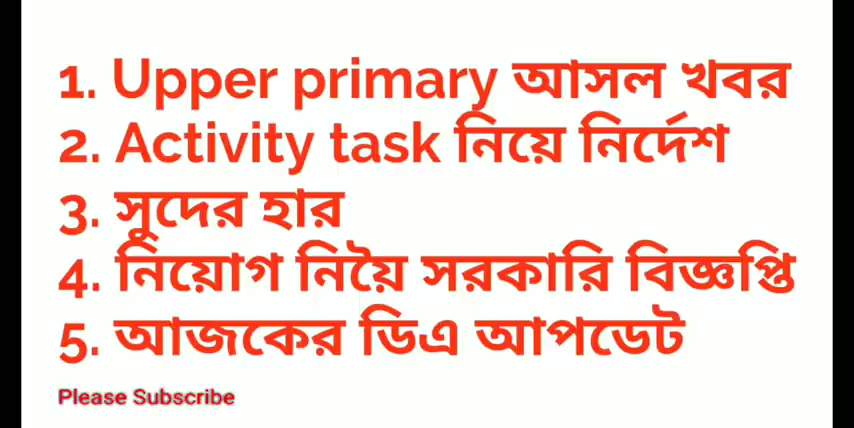 1. Upper primary আসল খবর
2. Activity task নিয়ে নির্দেশ
3. সুদের হার
4. নিয়োগ নিয়ৈ সরকারি বিজ্ঞপ্তি
5. আজকের ডিএ আপডেট
Please Subscribe